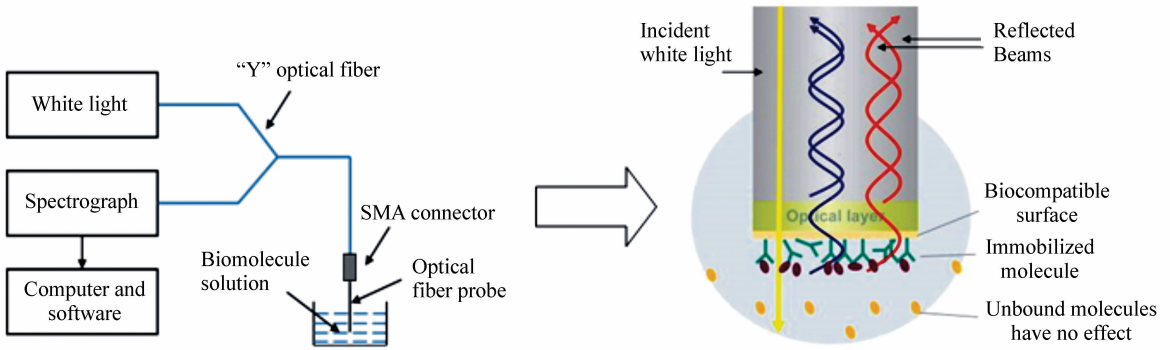 White light
Spectrograph
Computer and
software
“Y” optical fiber
SMA connector
Biomolecule
solution
Optical
fiber probe
Incident
white light
Reflected
Beams
Optical layer
Biocompatible
surface
Immobilized
molecule
Unbound molecules
have no effect